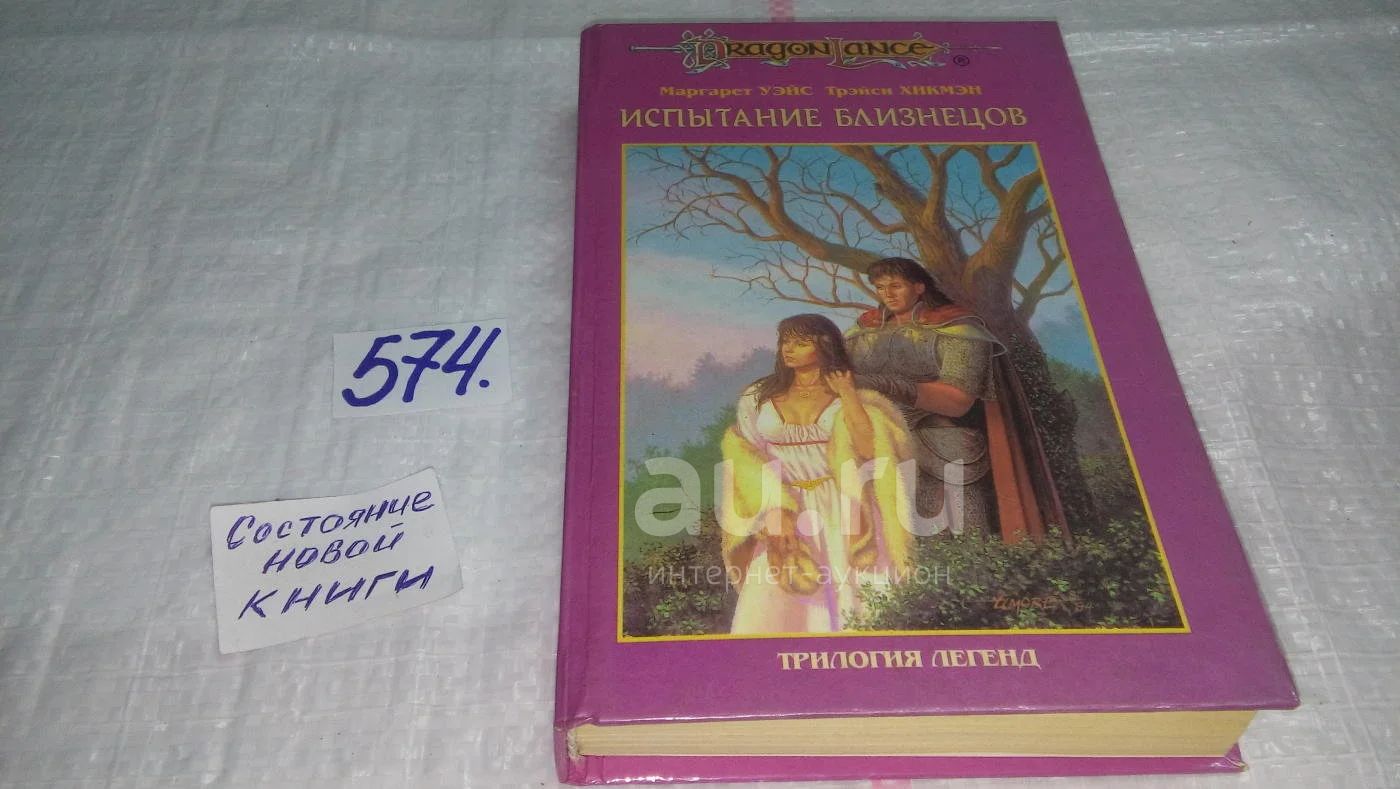 DRAGONLANCE ®
Маргарет УЭЙС Трэйси ХИКМЭН
ИСПЫТАНИЕ БЛИЗНЕЦОВ
574.
Состояние
новой
книги
au.ru
интернет-аукцион
ТРИЛОГИЯ ЛЕГЕНД